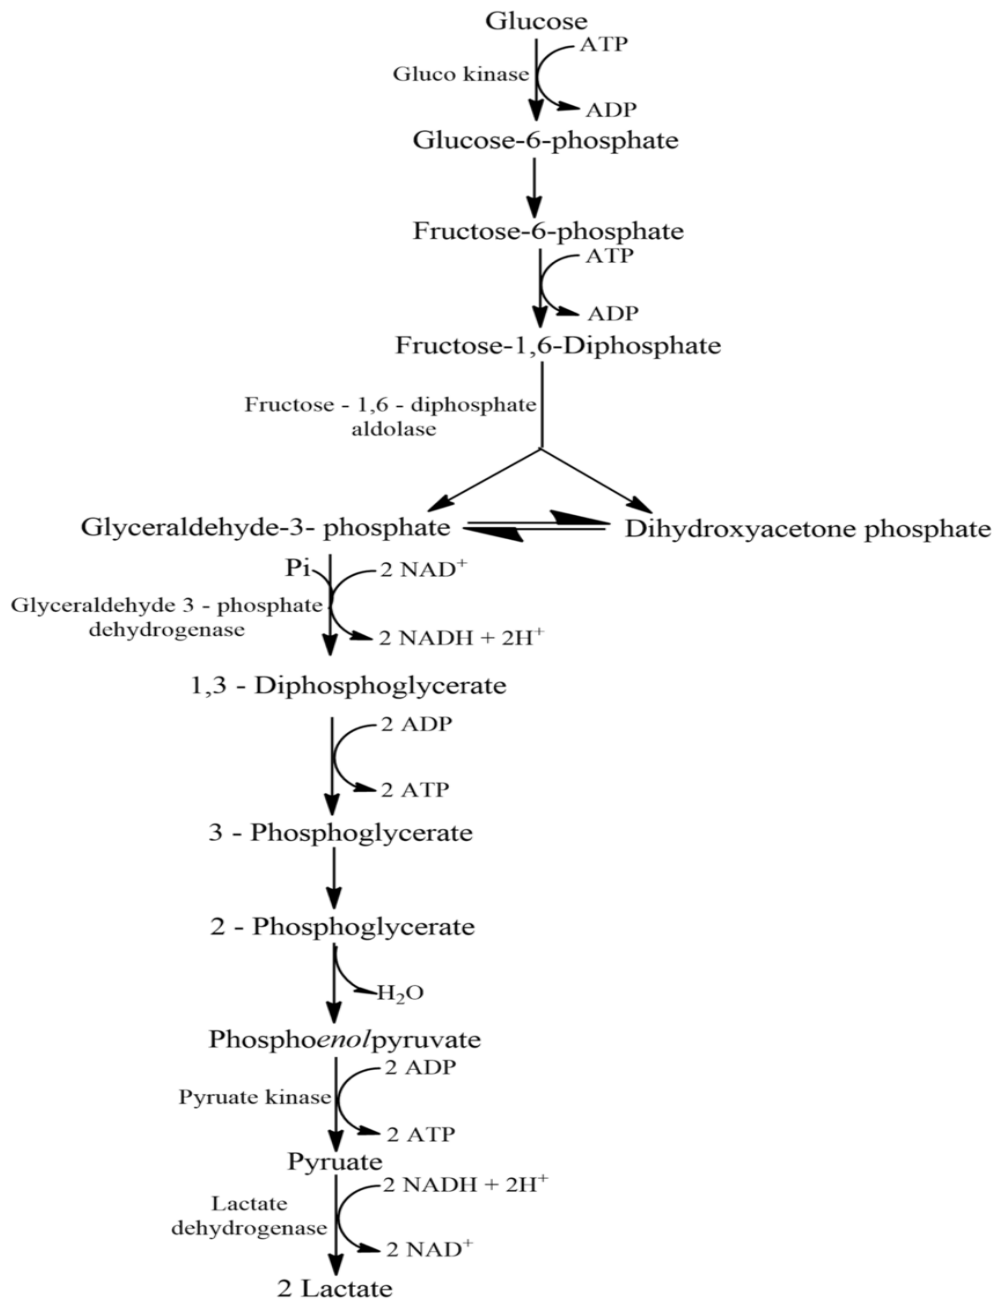 Glucose
ATP
Gluco kinase
ADP
Glucose-6-phosphate
Fructose-6-phosphate
ATP
ADP
Fructose-1,6-Diphosphate
Fructose - 1,6 - diphosphate
aldolase
Glyceraldehyde-3- phosphate
Dihydroxyacetone phosphate
Pi
2 NAD⁺
Glyceraldehyde 3 - phosphate
dehydrogenase
2 NADH + 2H⁺
1,3 - Diphosphoglycerate
2 ADP
2 ATP
3 - Phosphoglycerate
2 - Phosphoglycerate
H₂O
Phosphoenolpyruvate
2 ADP
Pyruate kinase
2 ATP
Pyruate
2 NADH + 2H⁺
Lactate
dehydrogenase
2 NAD⁺
2 Lactate